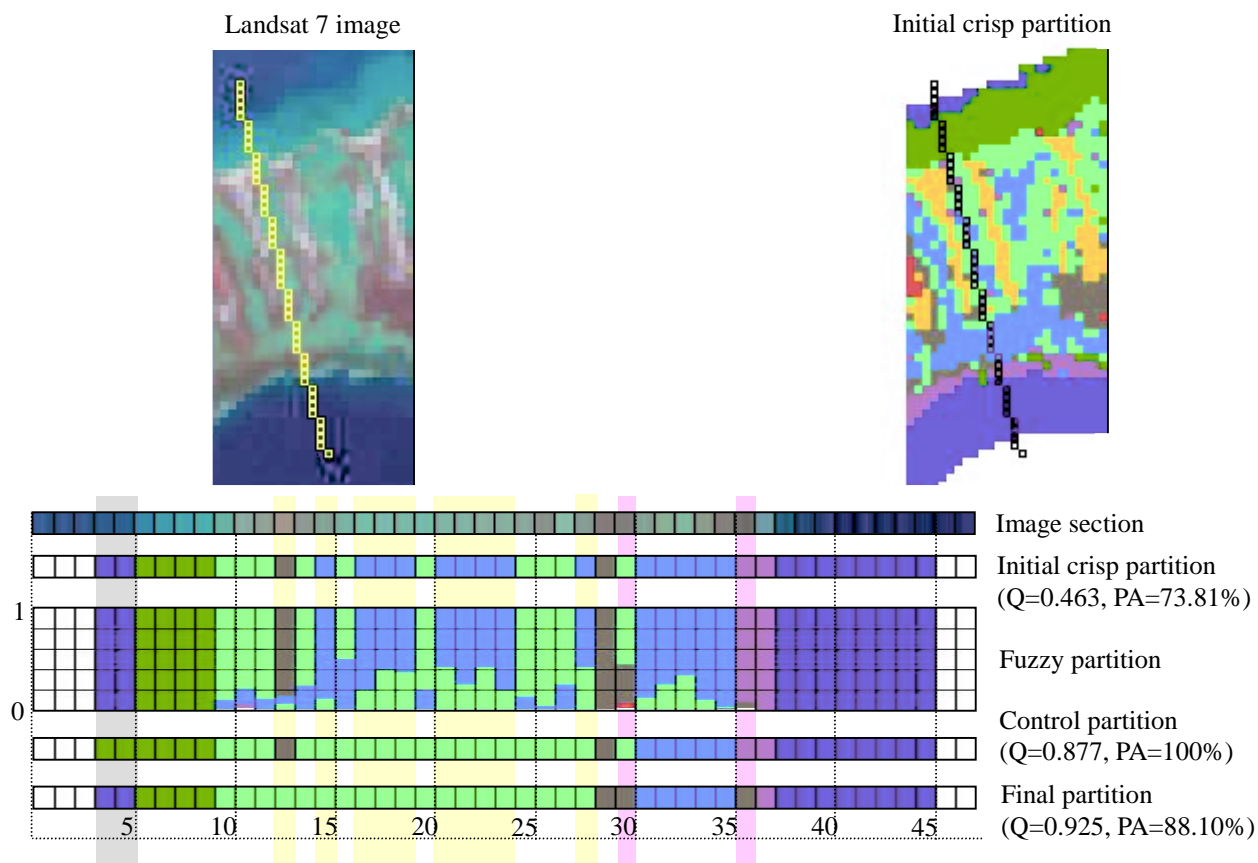 Landsat 7 image
Initial crisp partition
Image section
Initial crisp partition
(Q=0.463, PA=73.81%)
1
Fuzzy partition
0
Control partition
(Q=0.877, PA=100%)
Final partition
(Q=0.925, PA=88.10%)
5 10 15 20 25 30 35 40 45